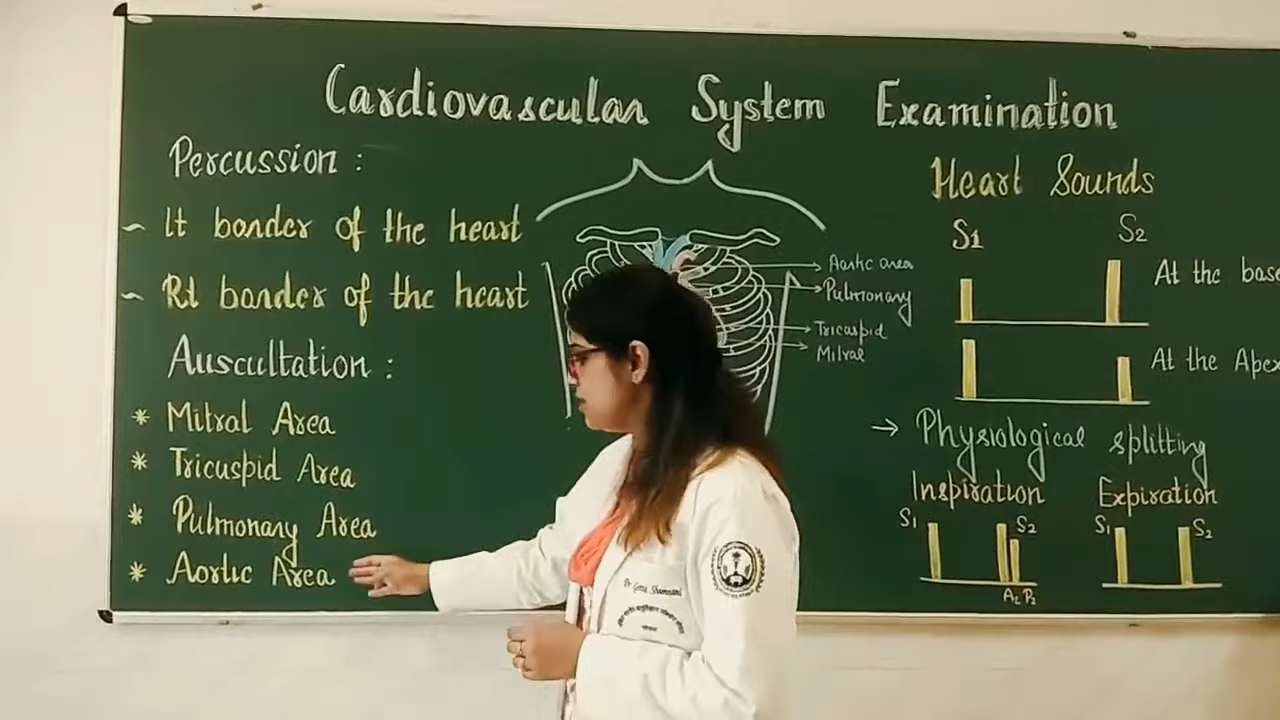 Cardiovascular System Examination
Percussion :
~ Lt border of the heart
~ Rt border of the heart
Auscultation :
* Mitral Area
* Tricuspid Area
* Pulmonary Area
* Aortic Area
Aortic area
Pulmonary
Tricuspid
Mitral
Heart Sounds
S1 S2
At the base
At the Apex
→ Physiological splitting
Inspiration Expiration
S1 S2 S1 S2
A2 P2
Dr Geeta